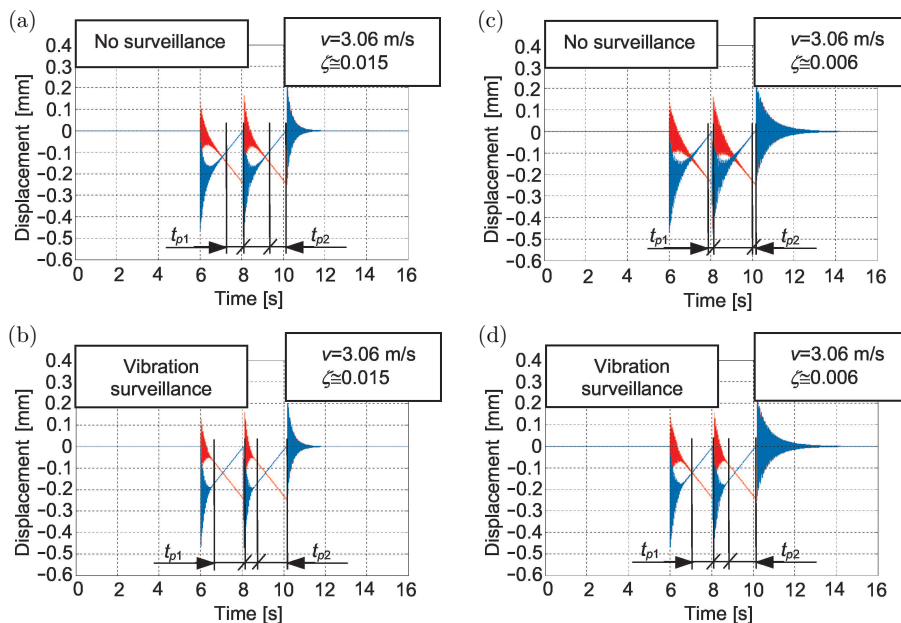 (a)
No surveillance
v=3.06 m/s
ζ≅0.015
Displacement [mm]
0.4
0.3
0.2
0.1
0
−0.1
−0.2
−0.3
−0.4
−0.5
−0.6
tp1
tp2
0 2 4 6 8 10 12 14 16
Time [s]
(c)
No surveillance
v=3.06 m/s
ζ≅0.006
Displacement [mm]
0.4
0.3
0.2
0.1
0
−0.1
−0.2
−0.3
−0.4
−0.5
−0.6
tp1
tp2
0 2 4 6 8 10 12 14 16
Time [s]
(b)
Vibration
surveillance
v=3.06 m/s
ζ≅0.015
Displacement [mm]
0.4
0.3
0.2
0.1
0
−0.1
−0.2
−0.3
−0.4
−0.5
−0.6
tp1
tp2
0 2 4 6 8 10 12 14 16
Time [s]
(d)
Vibration
surveillance
v=3.06 m/s
ζ≅0.006
Displacement [mm]
0.4
0.3
0.2
0.1
0
−0.1
−0.2
−0.3
−0.4
−0.5
−0.6
tp1
tp2
0 2 4 6 8 10 12 14 16
Time [s]